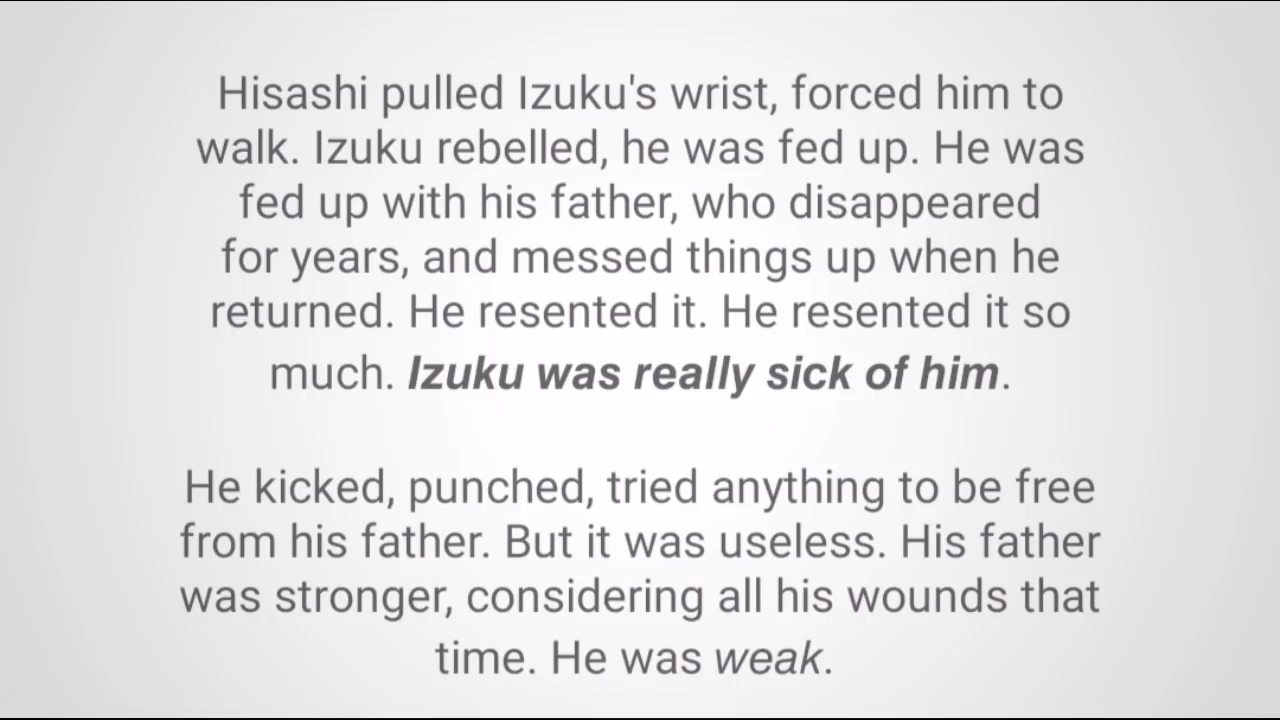 Hisashi pulled Izuku's wrist, forced him to
walk. Izuku rebelled, he was fed up. He was
fed up with his father, who disappeared
for years, and messed things up when he
returned. He resented it. He resented it so
much. Izuku was really sick of him.
He kicked, punched, tried anything to be free
from his father. But it was useless. His father
was stronger, considering all his wounds that
time. He was weak.